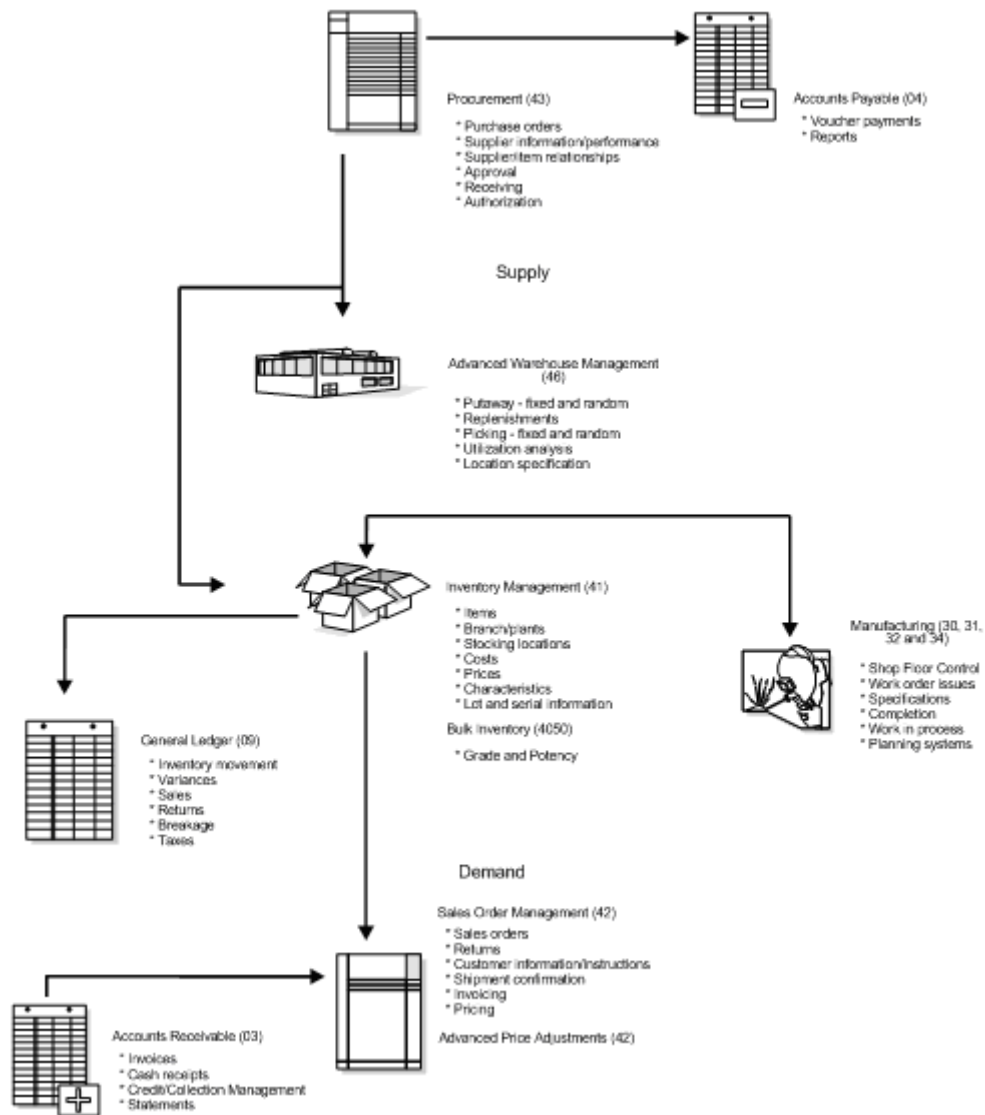 Procurement (43)
* Purchase orders
* Supplier information/performance
* Supplier/item relationships
* Approval
* Receiving
* Authorization
Accounts Payable (04)
* Voucher payments
* Reports
Supply
Advanced Warehouse Management
(46)
* Putaway - fixed and random
* Replenishments
* Picking - fixed and random
* Utilization analysis
* Location specification
Inventory Management (41)
* Items
* Branch/plants
* Stocking locations
* Costs
* Prices
* Characteristics
* Lot and serial information
Bulk Inventory (4050)
* Grade and Potency
Manufacturing (30, 31,
32 and 34)
* Shop Floor Control
* Work order issues
* Specifications
* Completion
* Work in process
* Planning systems
General Ledger (09)
* Inventory movement
* Variances
* Sales
* Returns
* Breakage
* Taxes
Demand
Sales Order Management (42)
* Sales orders
* Returns
* Customer information/instructions
* Shipment confirmation
* Invoicing
* Pricing
Advanced Price Adjustments (42)
Accounts Receivable (03)
* Invoices
* Cash receipts
* Credit/Collection Management
* Statements